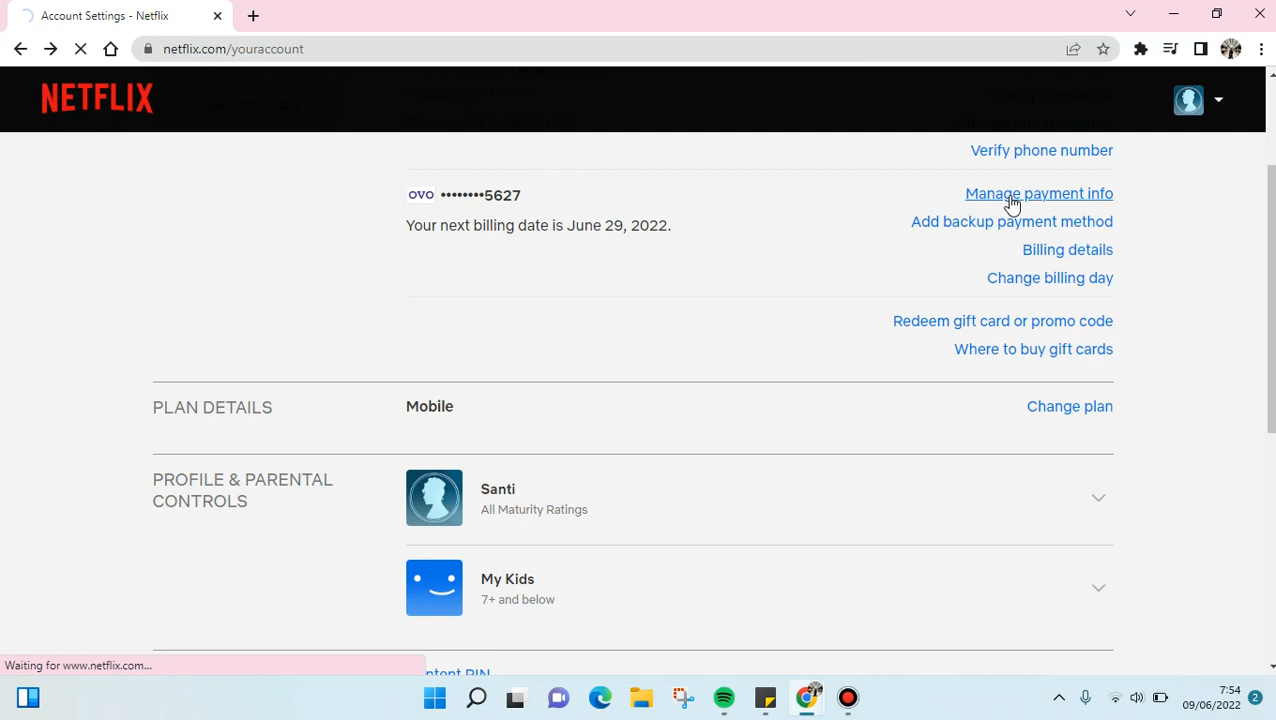 Account Settings - Netflix
netflix.com/youraccount
NETFLIX
Verify phone number
OVO ••••••••5627
Manage payment info
Your next billing date is June 29, 2022.
Add backup payment method
Billing details
Change billing day
Redeem gift card or promo code
Where to buy gift cards
PLAN DETAILS
Mobile
Change plan
PROFILE & PARENTAL
CONTROLS
Santi
All Maturity Ratings
My Kids
7+ and below
Waiting for www.netflix.com...
ntent PIN
7:54
09/06/2022
2